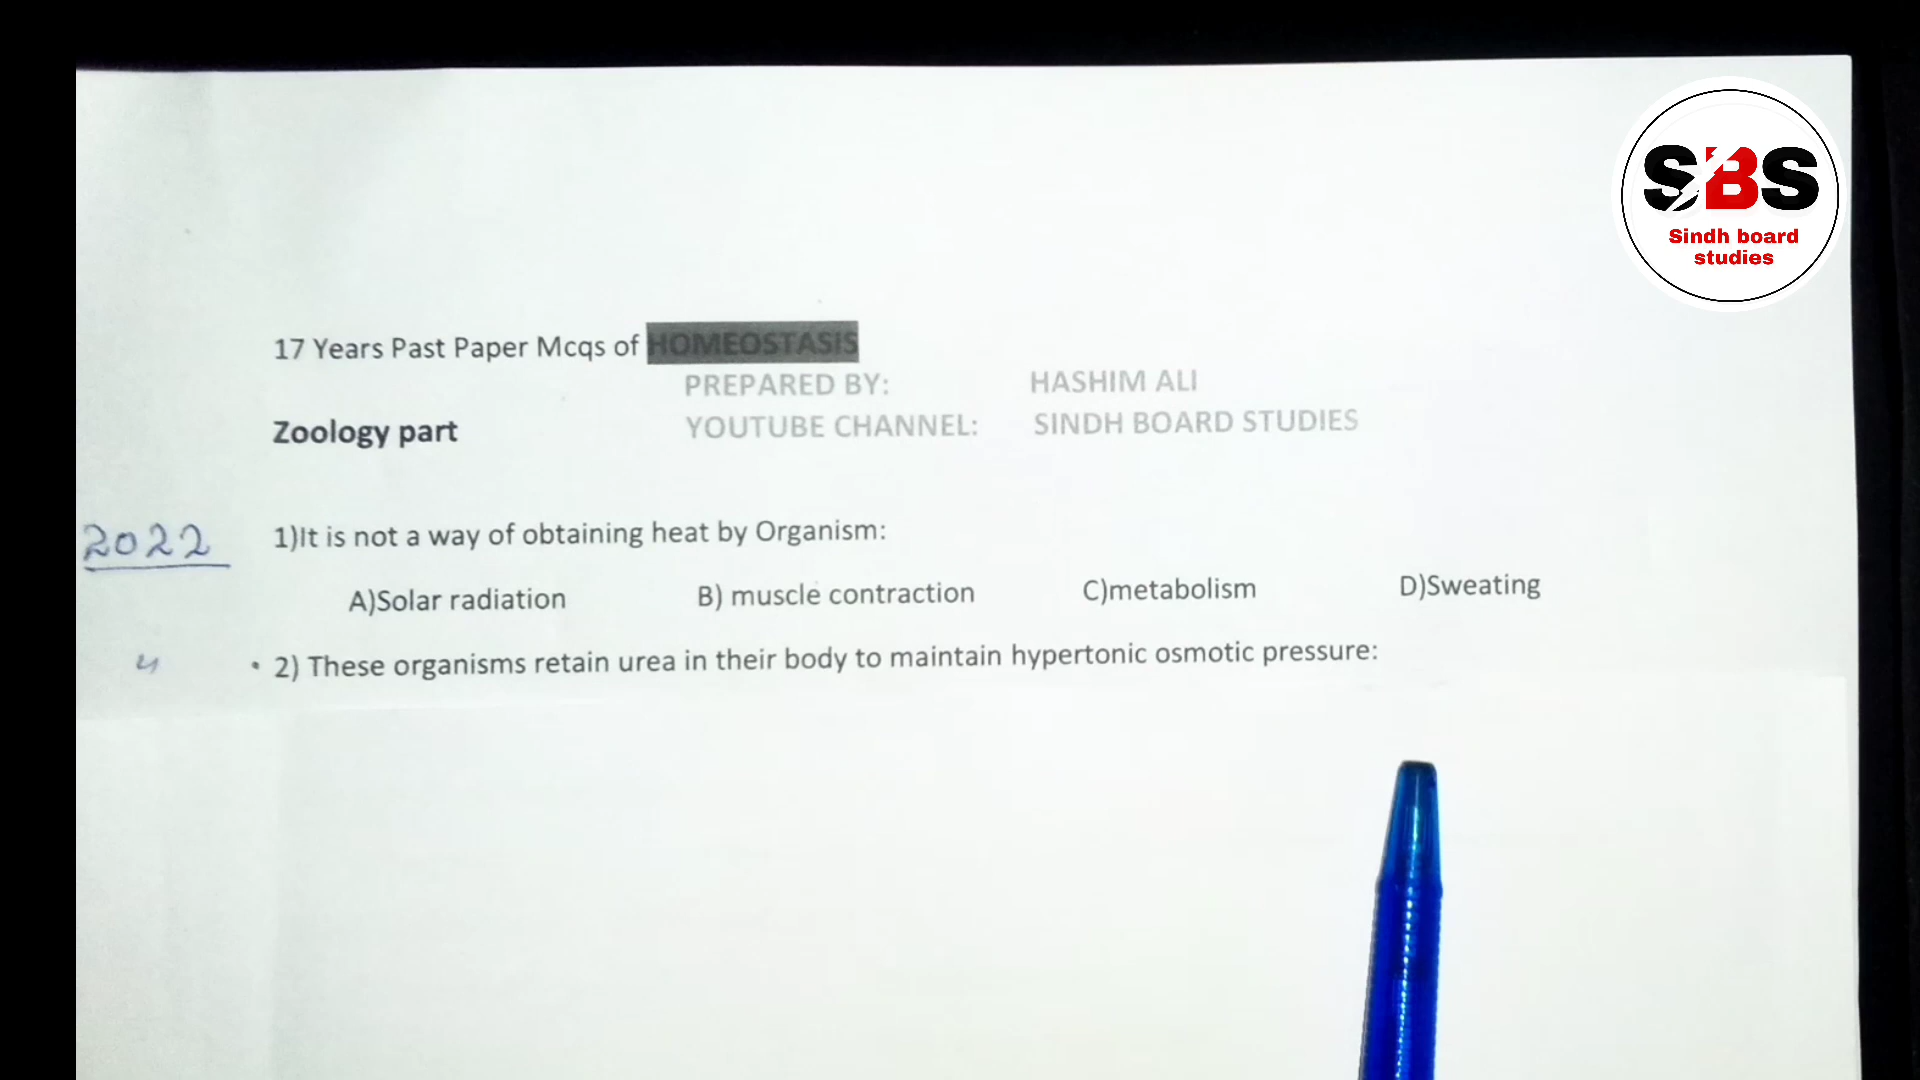 SBS
Sindh board
studies
17 Years Past Paper Mcqs of HOMEOSTASIS
PREPARED BY: HASHIM ALI
Zoology part
YOUTUBE CHANNEL: SINDH BOARD STUDIES
2022
1)It is not a way of obtaining heat by Organism:
A)Solar radiation B) muscle contraction C)metabolism D)Sweating
• 2) These organisms retain urea in their body to maintain hypertonic osmotic pressure: